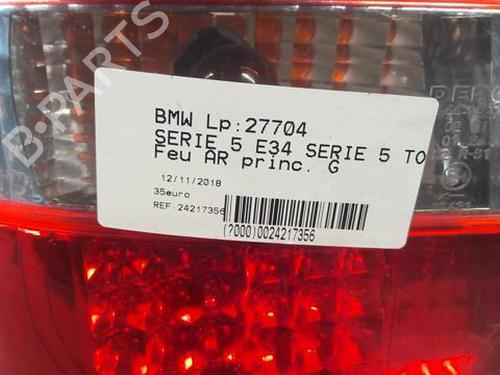 B-PARTS
BMW Lp:27704
SERIE 5 E34 SERIE 5 TO
Feu AR princ. G
12/11/2018
35euro
REF:24217356
(?000)0024217356